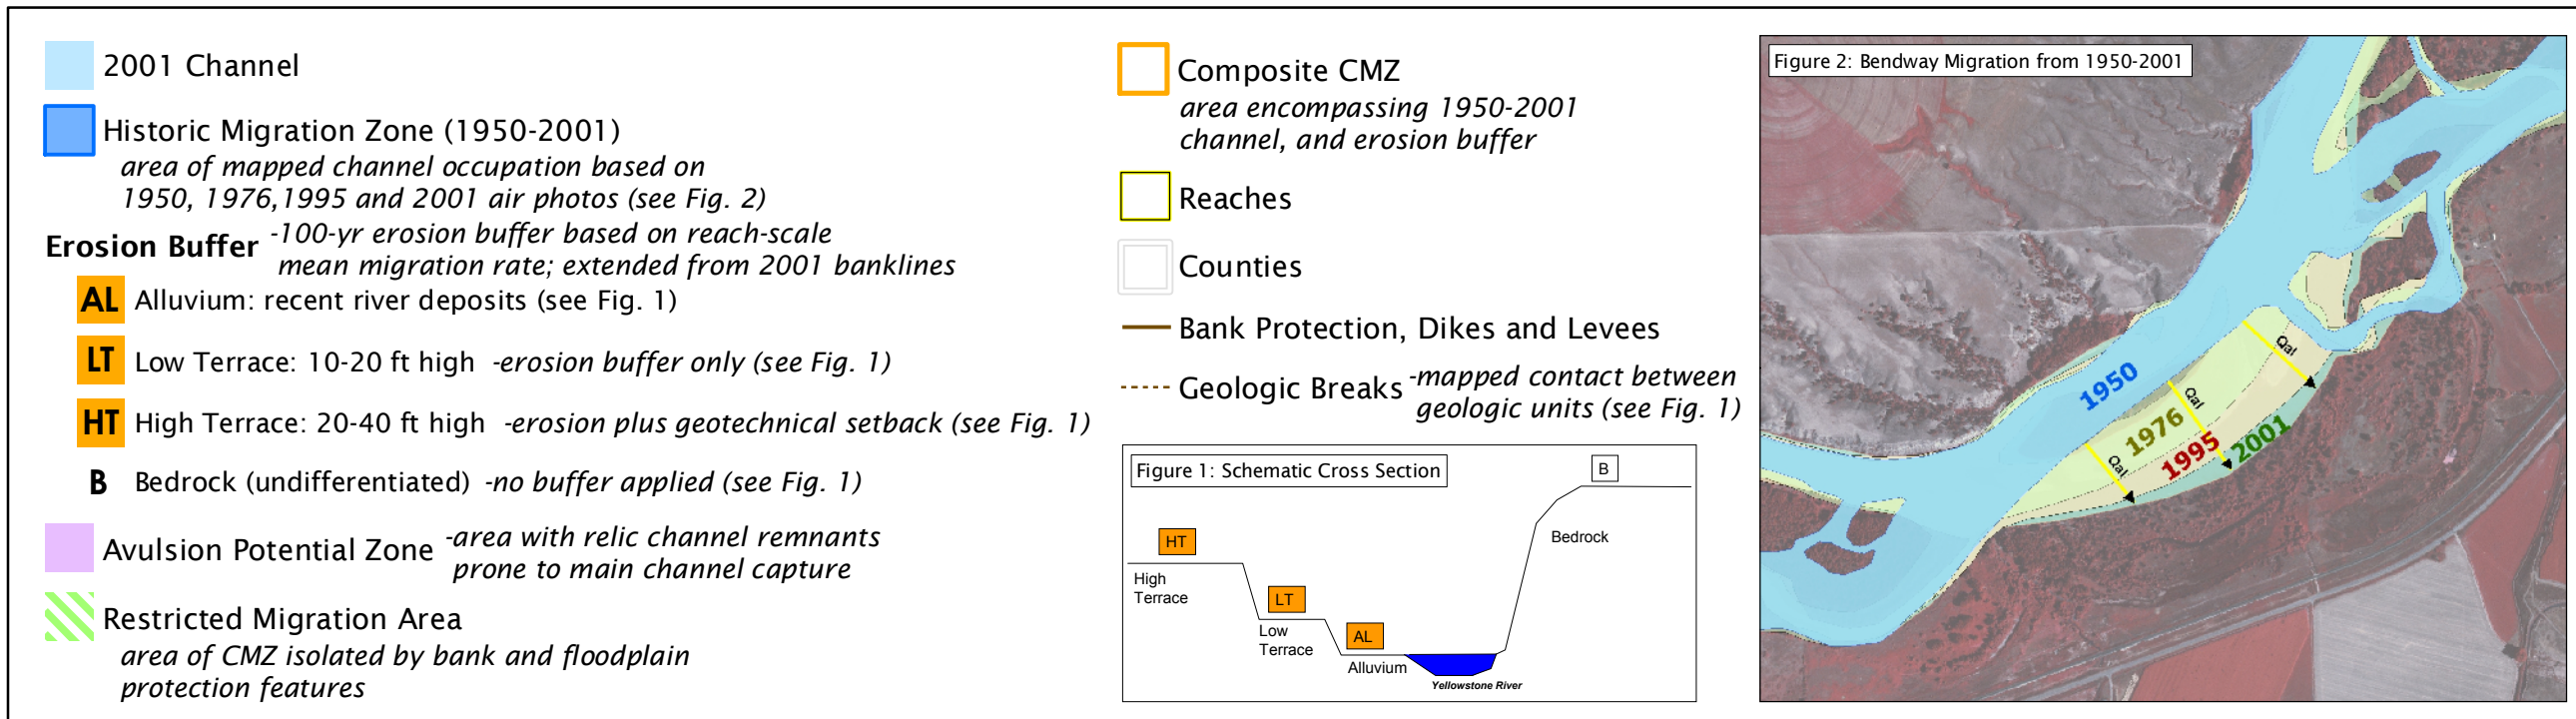 2001 Channel
Historic Migration Zone (1950-2001)
area of mapped channel occupation based on
1950, 1976,1995 and 2001 air photos (see Fig. 2)
Erosion Buffer -100-yr erosion buffer based on reach-scale
mean migration rate; extended from 2001 banklines
AL Alluvium: recent river deposits (see Fig. 1)
LT Low Terrace: 10-20 ft high -erosion buffer only (see Fig. 1)
HT High Terrace: 20-40 ft high -erosion plus geotechnical setback (see Fig. 1)
B Bedrock (undifferentiated) -no buffer applied (see Fig. 1)
Avulsion Potential Zone -area with relic channel remnants
prone to main channel capture
Restricted Migration Area
area of CMZ isolated by bank and floodplain
protection features
Composite CMZ
area encompassing 1950-2001
channel, and erosion buffer
Reaches
Counties
Bank Protection, Dikes and Levees
Geologic Breaks -mapped contact between
geologic units (see Fig. 1)
Figure 1: Schematic Cross Section
B
Bedrock
HT
High
Terrace
LT
Low
Terrace
AL
Alluvium
Yellowstone River
Figure 2: Bendway Migration from 1950-2001
Qal
1950
Qal
1976
2001
1995
Qal